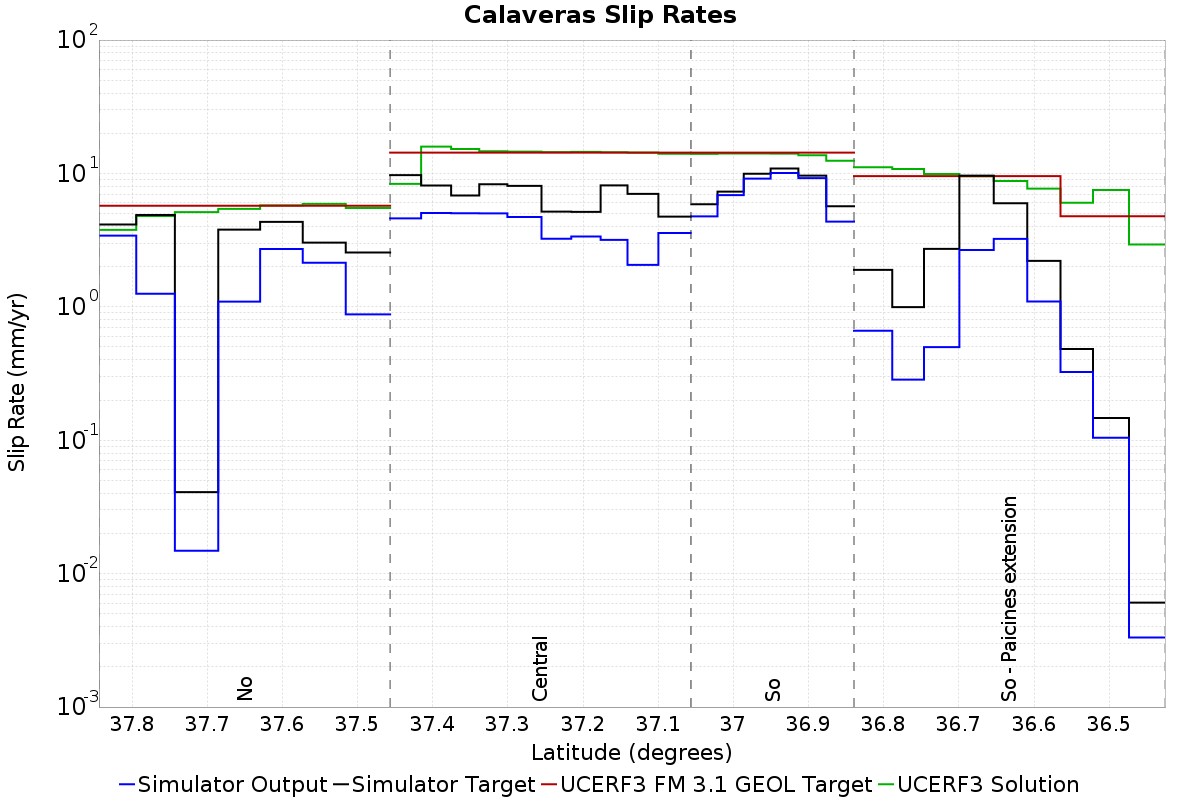 Calaveras Slip Rates
Slip Rate (mm/yr)
10^2
10^1
10^0
10^-1
10^-2
10^-3
No
Central
So
So - Paicines extension
37.8 37.7 37.6 37.5 37.4 37.3 37.2 37.1 37 36.9 36.8 36.7 36.6 36.5
Latitude (degrees)
Simulator Output Simulator Target UCERF3 FM 3.1 GEOL Target UCERF3 Solution